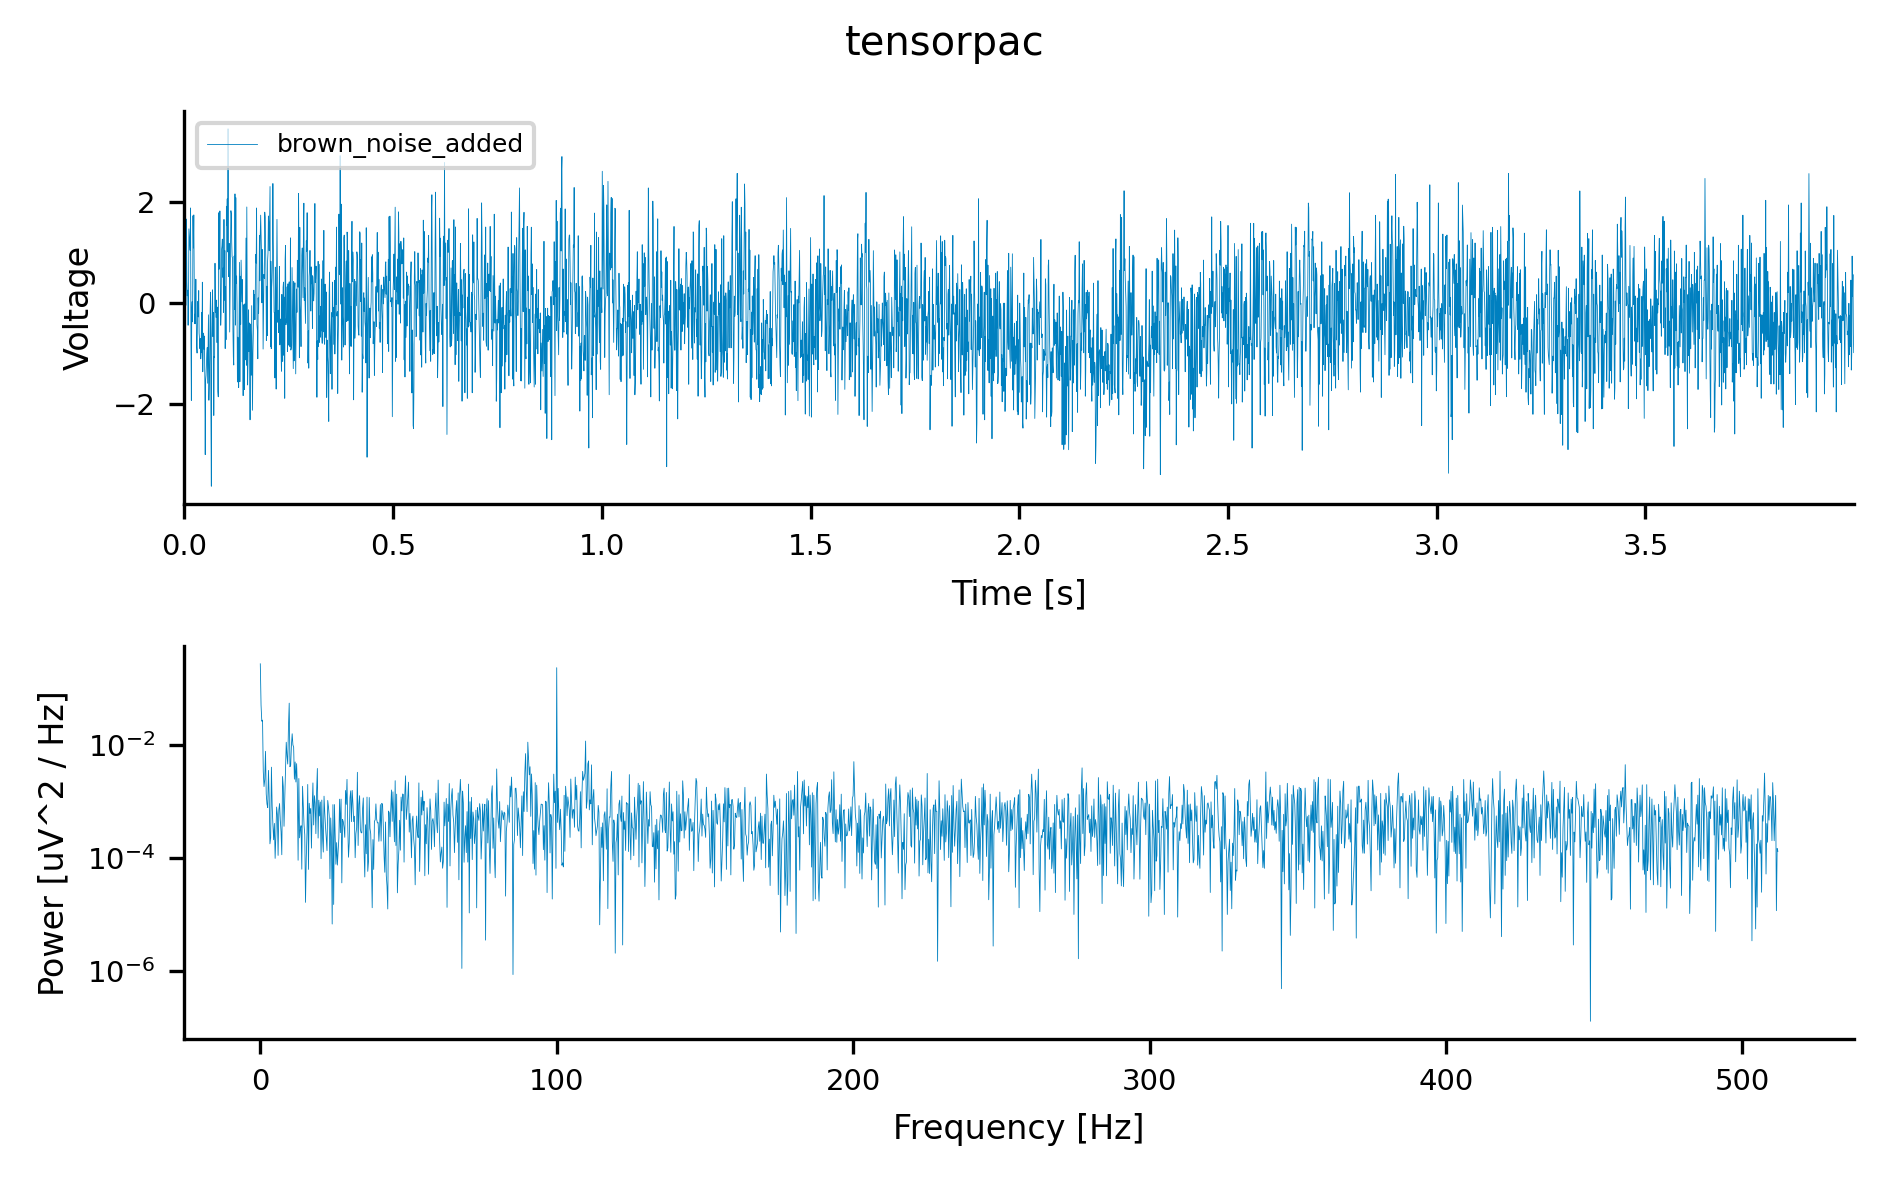 tensorpac
brown_noise_added
Voltage
2
0
−2
0.0 0.5 1.0 1.5 2.0 2.5 3.0 3.5
Time [s]
Power [uV^2 / Hz]
10⁻²
10⁻⁴
10⁻⁶
0 100 200 300 400 500
Frequency [Hz]